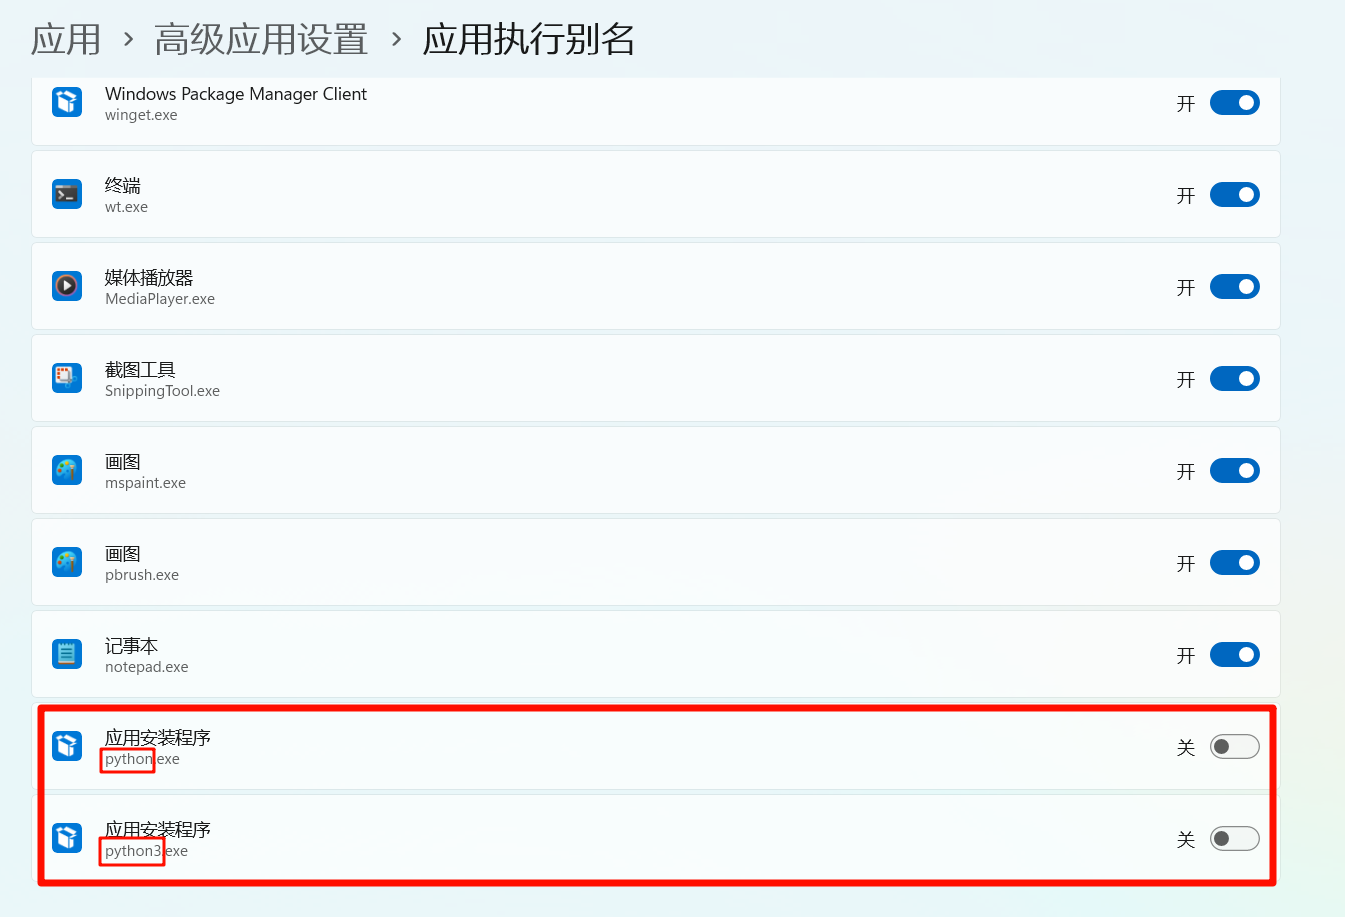 应用 › 高级应用设置 › 应用执行别名
Windows Package Manager Client
winget.exe
开
终端
wt.exe
开
媒体播放器
MediaPlayer.exe
开
截图工具
SnippingTool.exe
开
画图
mspaint.exe
开
画图
pbrush.exe
开
记事本
notepad.exe
开
应用安装程序
python.exe
关
应用安装程序
python3.exe
关